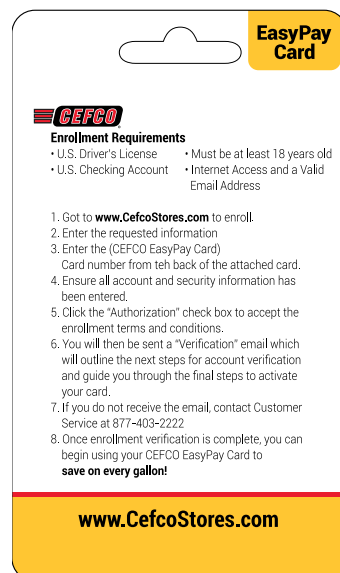 EasyPay
Card
CEFCO
Enrollment Requirements
• U.S. Driver's License • Must be at least 18 years old
• U.S. Checking Account • Internet Access and a Valid
Email Address
1. Got to www.CefcoStores.com to enroll.
2. Enter the requested information
3. Enter the (CEFCO EasyPay Card)
Card number from teh back of the attached card.
4. Ensure all account and security information has
been entered.
5. Click the “Authorization” check box to accept the
enrollment terms and conditions.
6. You will then be sent a “Verification” email which
will outline the next steps for account verification
and guide you through the final steps to activate
your card.
7. If you do not receive the email, contact Customer
Service at 877-403-2222
8. Once enrollment verification is complete, you can
begin using your CEFCO EasyPay Card to
save on every gallon!
www.CefcoStores.com